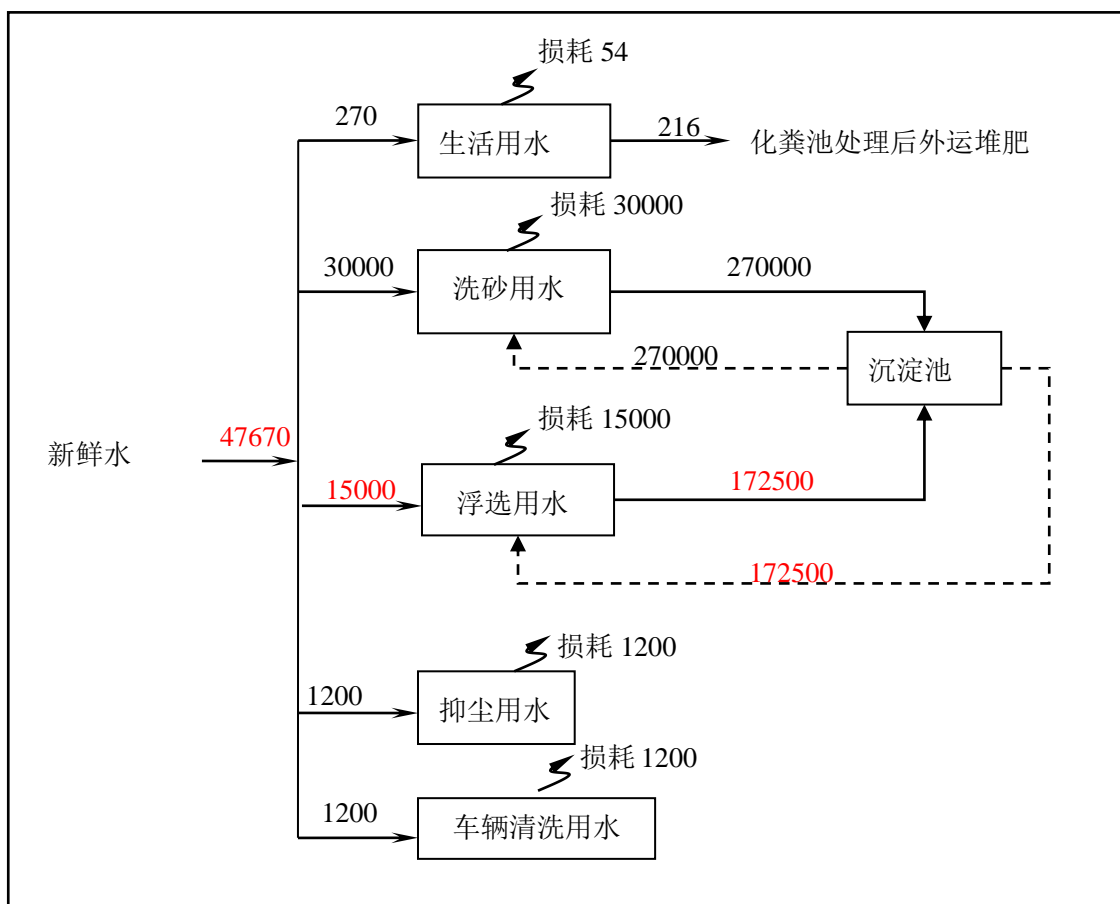 损耗 54
270
生活用水
216
化粪池处理后外运堆肥
损耗 30000
30000
洗砂用水
270000
270000
沉淀池
新鲜水
47670
损耗 15000
15000
浮选用水
172500
172500
损耗 1200
1200
抑尘用水
损耗 1200
1200
车辆清洗用水